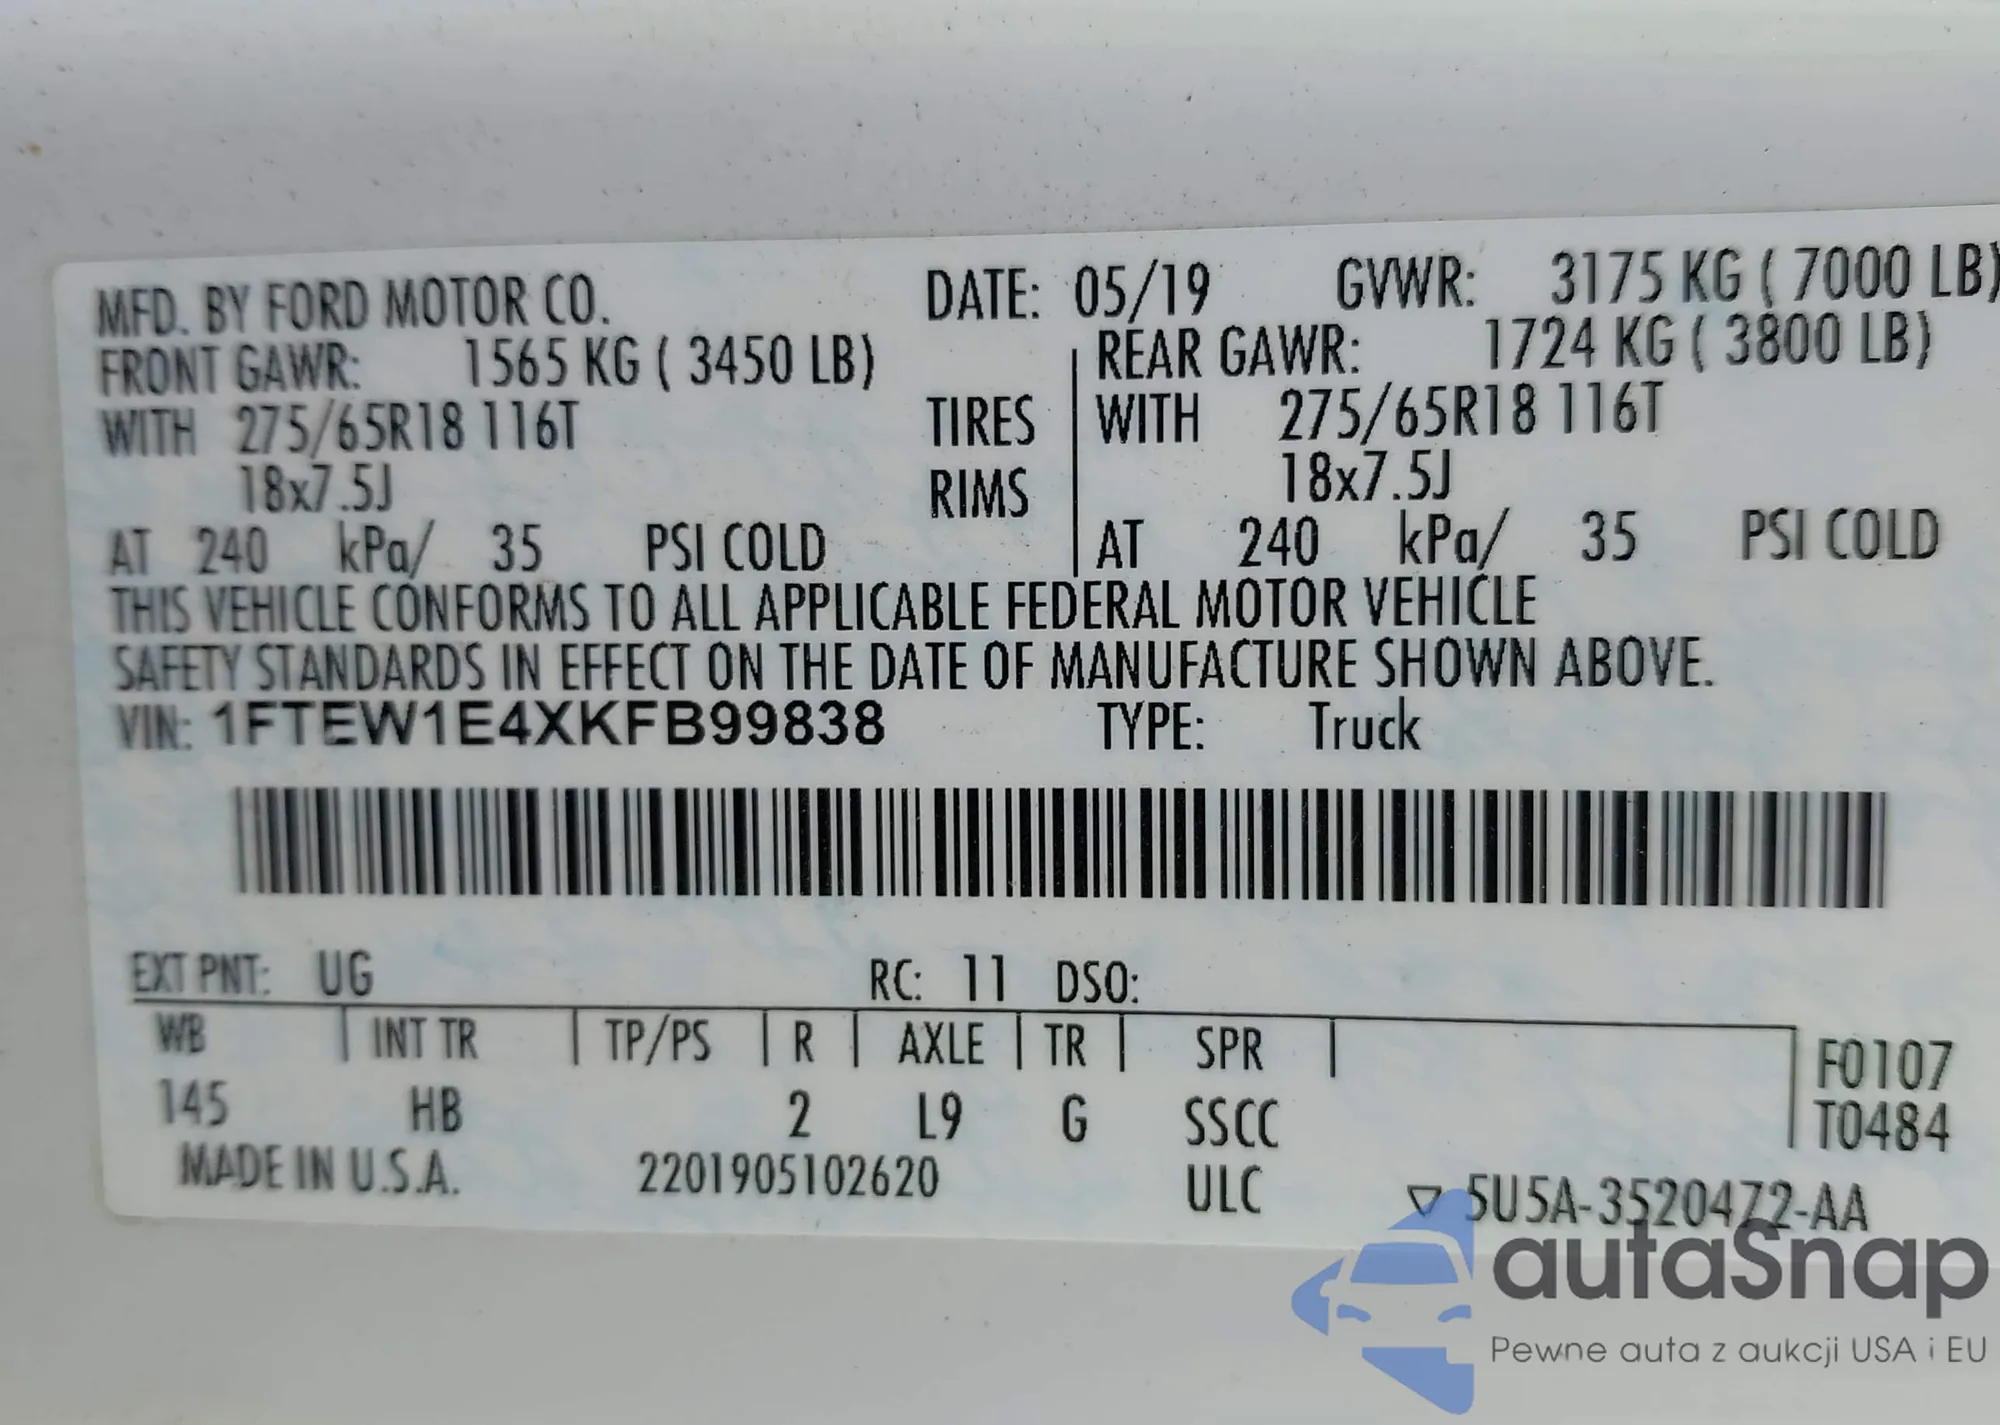 MFD. BY FORD MOTOR CO. DATE: 05/19 GVWR: 3175 KG ( 7000 LB)
FRONT GAWR: 1565 KG ( 3450 LB) REAR GAWR: 1724 KG ( 3800 LB)
WITH 275/65R18 116T TIRES WITH 275/65R18 116T
18x7.5J RIMS 18x7.5J
AT 240 kPa/ 35 PSI COLD AT 240 kPa/ 35 PSI COLD
THIS VEHICLE CONFORMS TO ALL APPLICABLE FEDERAL MOTOR VEHICLE
SAFETY STANDARDS IN EFFECT ON THE DATE OF MANUFACTURE SHOWN ABOVE.
VIN: 1FTEW1E4XKFB99838 TYPE: Truck
EXT PNT: UG RC: 11 DSO:
WB INT TR TP/PS R AXLE TR SPR F0107
145 HB 2 L9 G SSCC T0484
MADE IN U.S.A. 2201905102620 ULC 5U5A-3520472-AA
autaSnap
Pewne auta z aukcji USA i EU